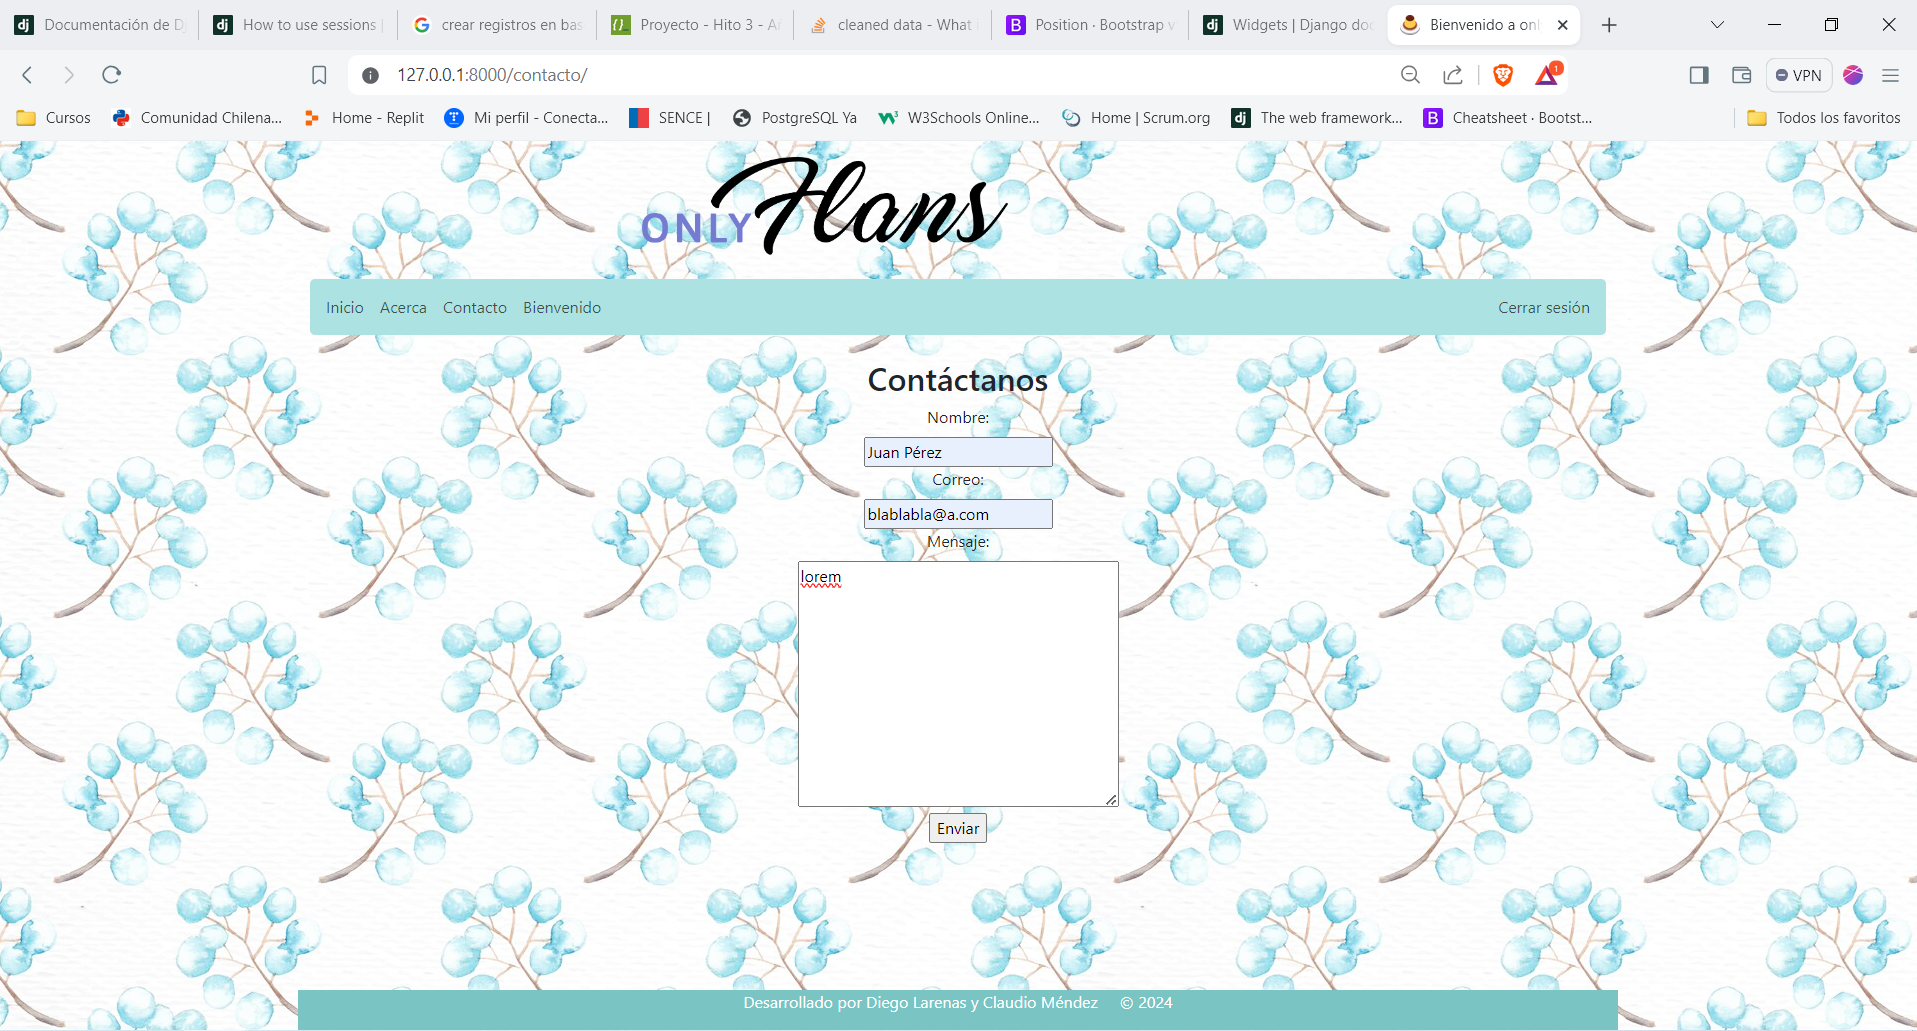 Documentación de Dj
How to use sessions |
crear registros en bas
Proyecto - Hito 3 - Añ
cleaned data - What
Position · Bootstrap v
Widgets | Django doc
Bienvenido a onl
127.0.0.1:8000/contacto/
1
VPN
Cursos
Comunidad Chilena...
Home - Replit
Mi perfil - Conecta...
SENCE |
PostgreSQL Ya
W3Schools Online...
Home | Scrum.org
The web framework...
Cheatsheet · Bootst...
Todos los favoritos
ONLY Flans
Inicio Acerca Contacto Bienvenido Cerrar sesión
Contáctanos
Nombre:
Juan Pérez
Correo:
blablabla@a.com
Mensaje:
lorem
Enviar
Desarrollado por Diego Larenas y Claudio Méndez © 2024